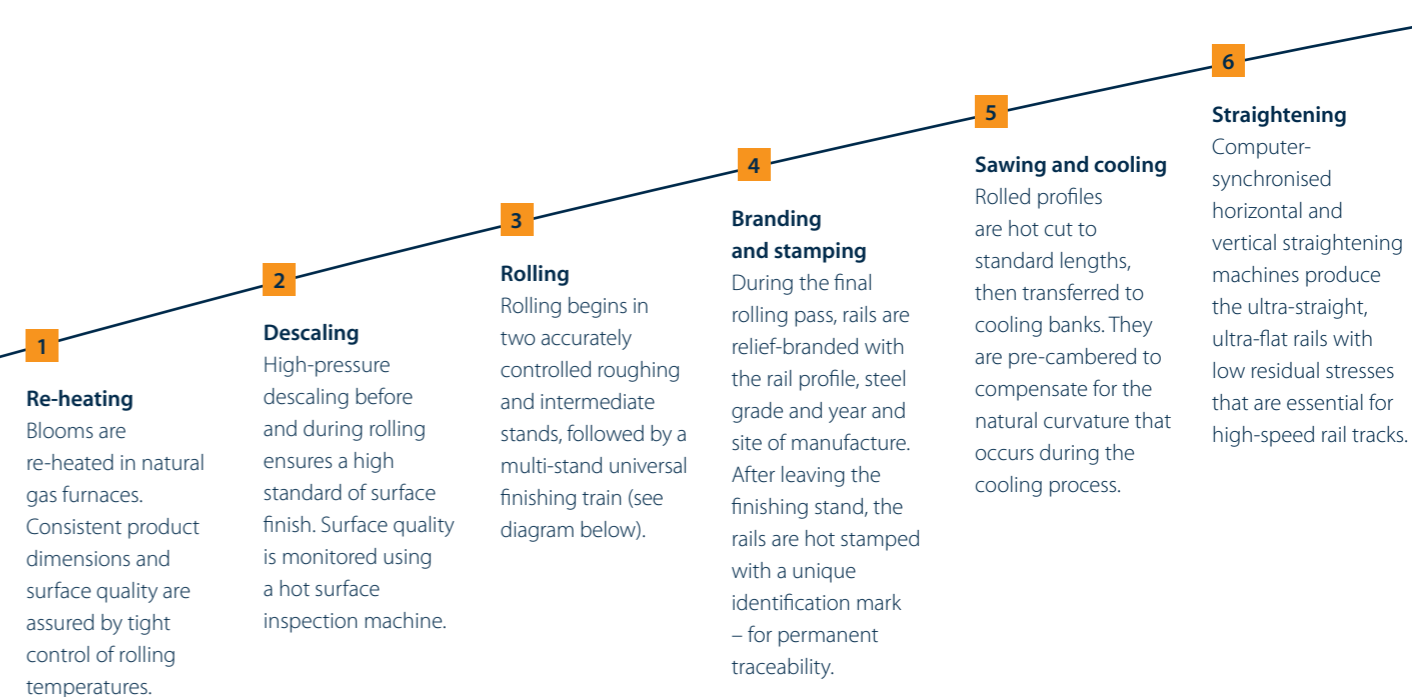 1
Re-heating
Blooms are
re-heated in natural
gas furnaces.
Consistent product
dimensions and
surface quality are
assured by tight
control of rolling
temperatures.
2
Descaling
High-pressure
descaling before
and during rolling
ensures a high
standard of surface
finish. Surface quality
is monitored using
a hot surface
inspection machine.
3
Rolling
Rolling begins in
two accurately
controlled roughing
and intermediate
stands, followed by a
multi-stand universal
finishing train (see
diagram below).
4
Branding
and stamping
During the final
rolling pass, rails are
relief-branded with
the rail profile, steel
grade and year and
site of manufacture.
After leaving the
finishing stand, the
rails are hot stamped
with a unique
identification mark
– for permanent
traceability.
5
Sawing and cooling
Rolled profiles
are hot cut to
standard lengths,
then transferred to
cooling banks. They
are pre-cambered to
compensate for the
natural curvature that
occurs during the
cooling process.
6
Straightening
Computer-
synchronised
horizontal and
vertical straightening
machines produce
the ultra-straight,
ultra-flat rails with
low residual stresses
that are essential for
high-speed rail tracks.